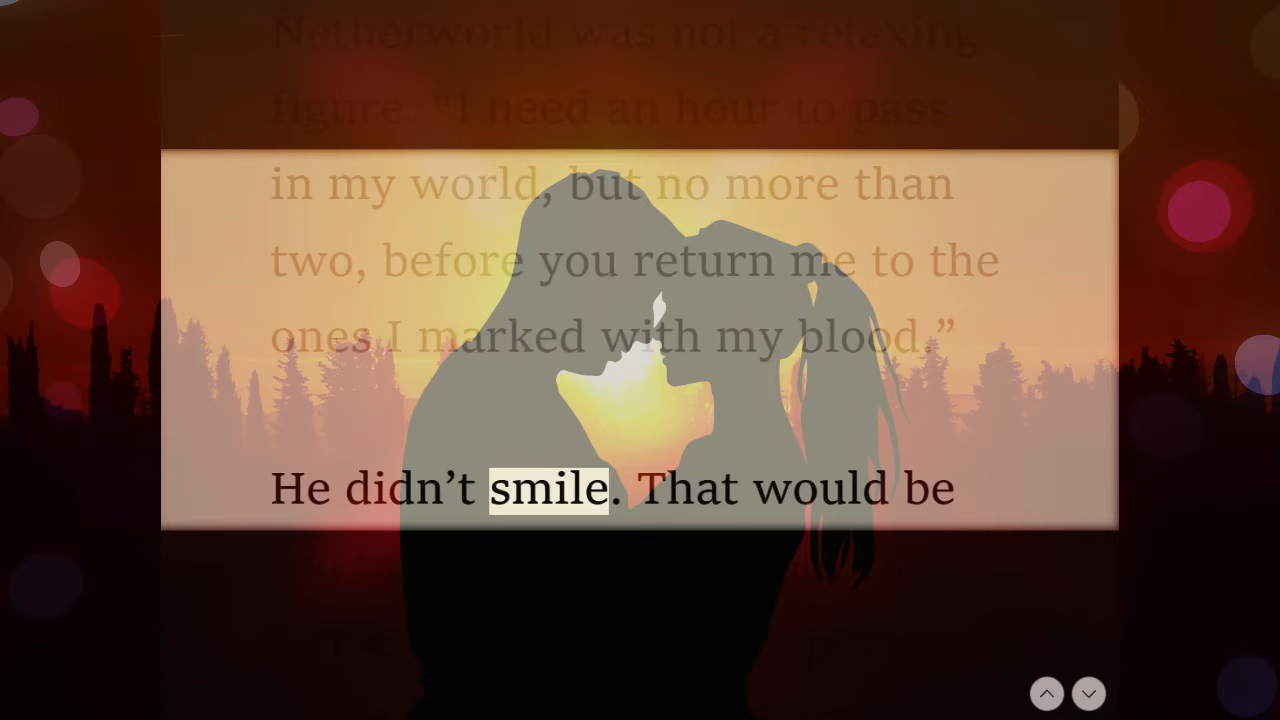 Netherworld was not a relaxing
figure. “I need an hour to pass
in my world, but no more than
two, before you return me to the
ones I marked with my blood.”
He didn’t smile. That would be